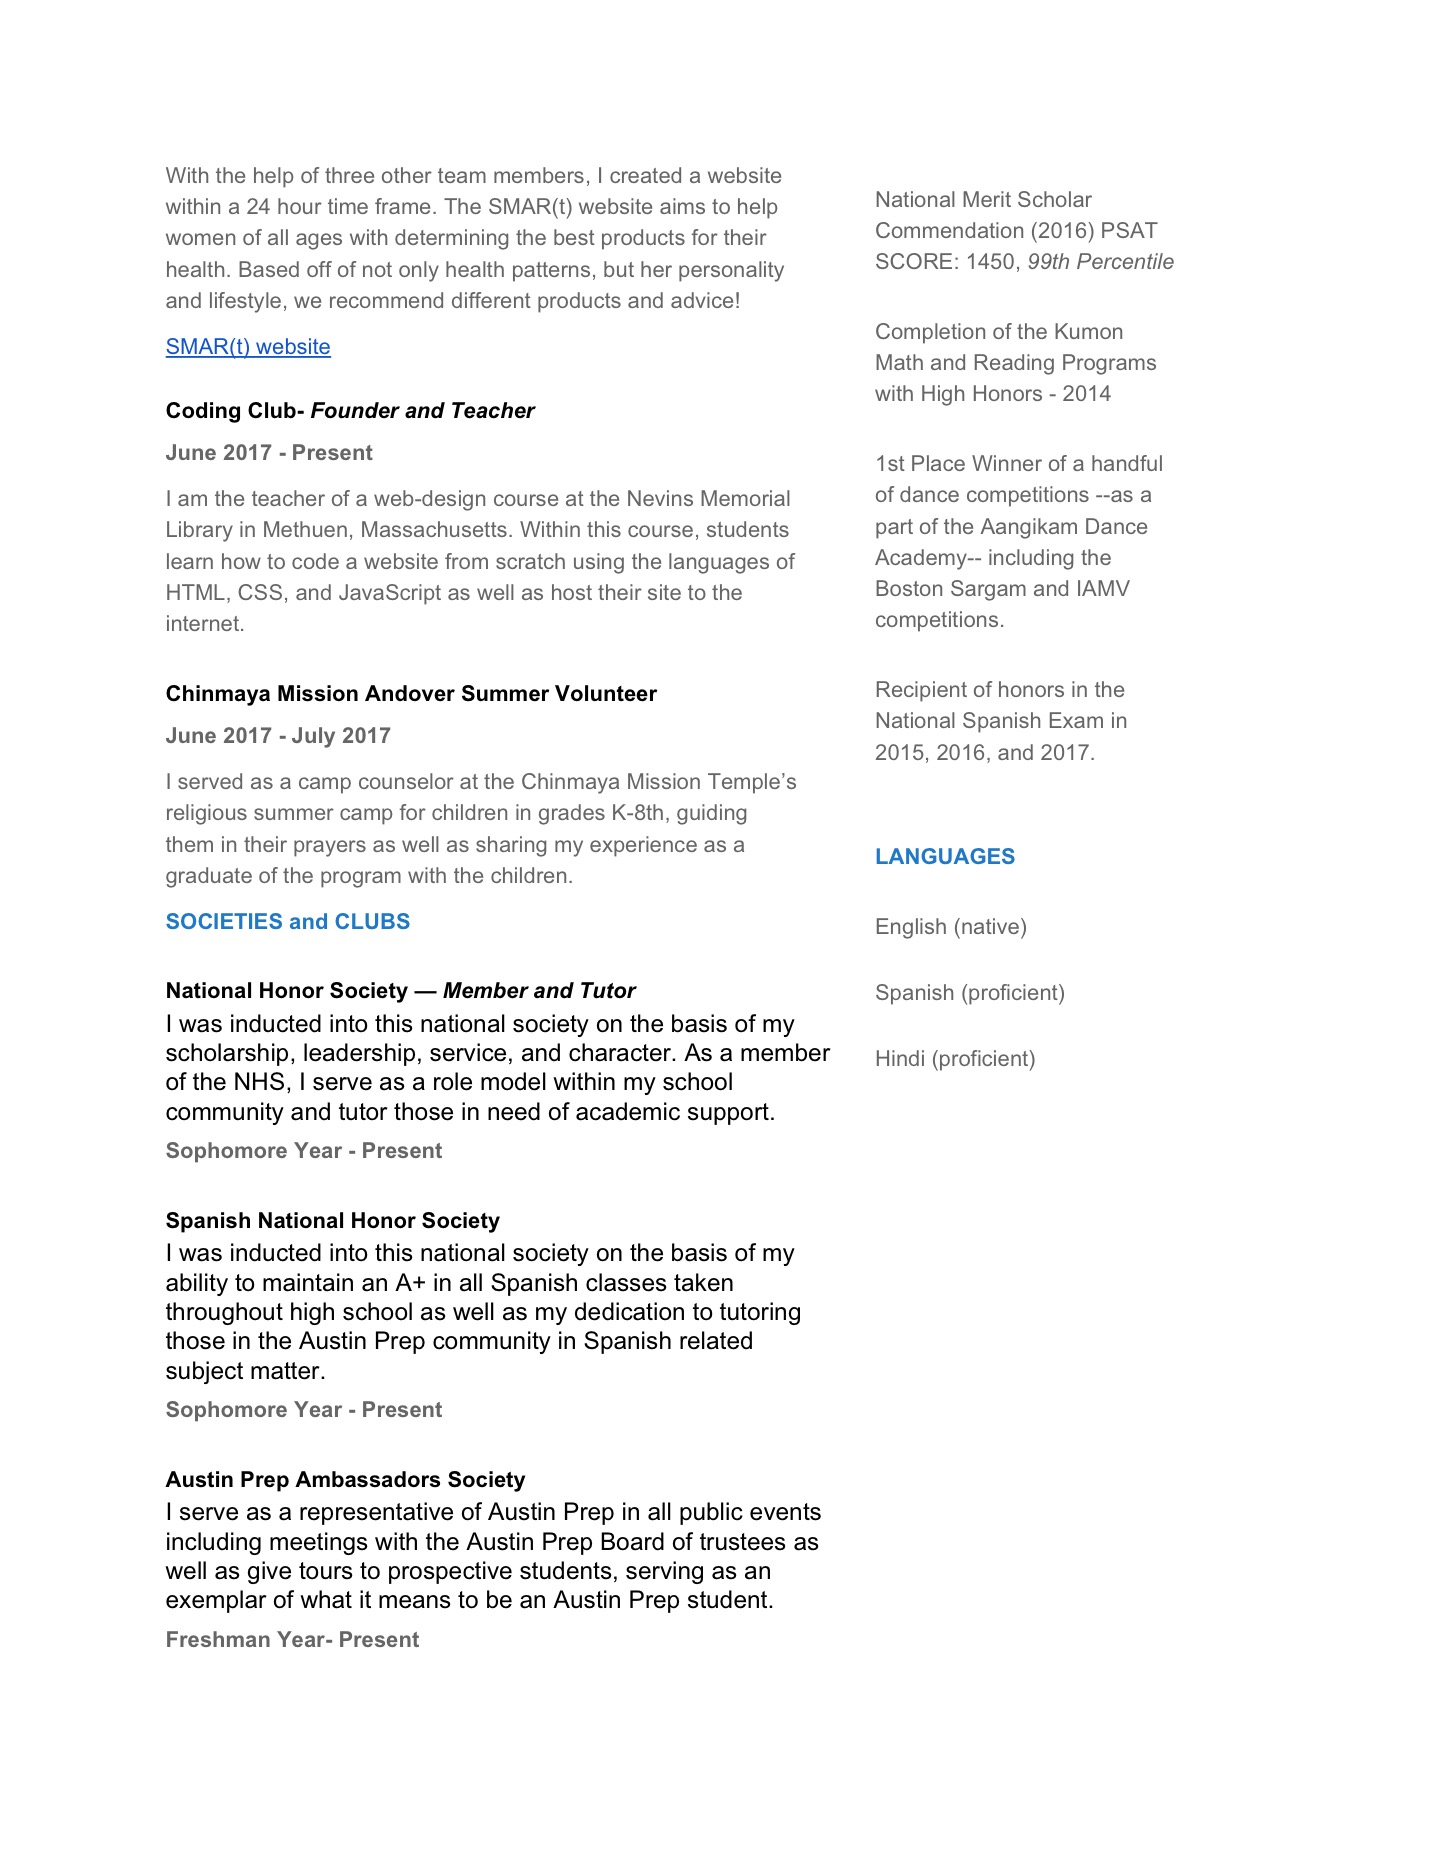 With the help of three other team members, I created a website
within a 24 hour time frame. The SMAR(t) website aims to help
women of all ages with determining the best products for their
health. Based off of not only health patterns, but her personality
and lifestyle, we recommend different products and advice!
SMAR(t) website
Coding Club- Founder and Teacher
June 2017 - Present
I am the teacher of a web-design course at the Nevins Memorial
Library in Methuen, Massachusetts. Within this course, students
learn how to code a website from scratch using the languages of
HTML, CSS, and JavaScript as well as host their site to the
internet.
Chinmaya Mission Andover Summer Volunteer
June 2017 - July 2017
I served as a camp counselor at the Chinmaya Mission Temple’s
religious summer camp for children in grades K-8th, guiding
them in their prayers as well as sharing my experience as a
graduate of the program with the children.
SOCIETIES and CLUBS
National Honor Society — Member and Tutor
I was inducted into this national society on the basis of my
scholarship, leadership, service, and character. As a member
of the NHS, I serve as a role model within my school
community and tutor those in need of academic support.
Sophomore Year - Present
Spanish National Honor Society
I was inducted into this national society on the basis of my
ability to maintain an A+ in all Spanish classes taken
throughout high school as well as my dedication to tutoring
those in the Austin Prep community in Spanish related
subject matter.
Sophomore Year - Present
Austin Prep Ambassadors Society
I serve as a representative of Austin Prep in all public events
including meetings with the Austin Prep Board of trustees as
well as give tours to prospective students, serving as an
exemplar of what it means to be an Austin Prep student.
Freshman Year- Present
National Merit Scholar
Commendation (2016) PSAT
SCORE: 1450, 99th Percentile
Completion of the Kumon
Math and Reading Programs
with High Honors - 2014
1st Place Winner of a handful
of dance competitions --as a
part of the Aangikam Dance
Academy-- including the
Boston Sargam and IAMV
competitions.
Recipient of honors in the
National Spanish Exam in
2015, 2016, and 2017.
LANGUAGES
English (native)
Spanish (proficient)
Hindi (proficient)